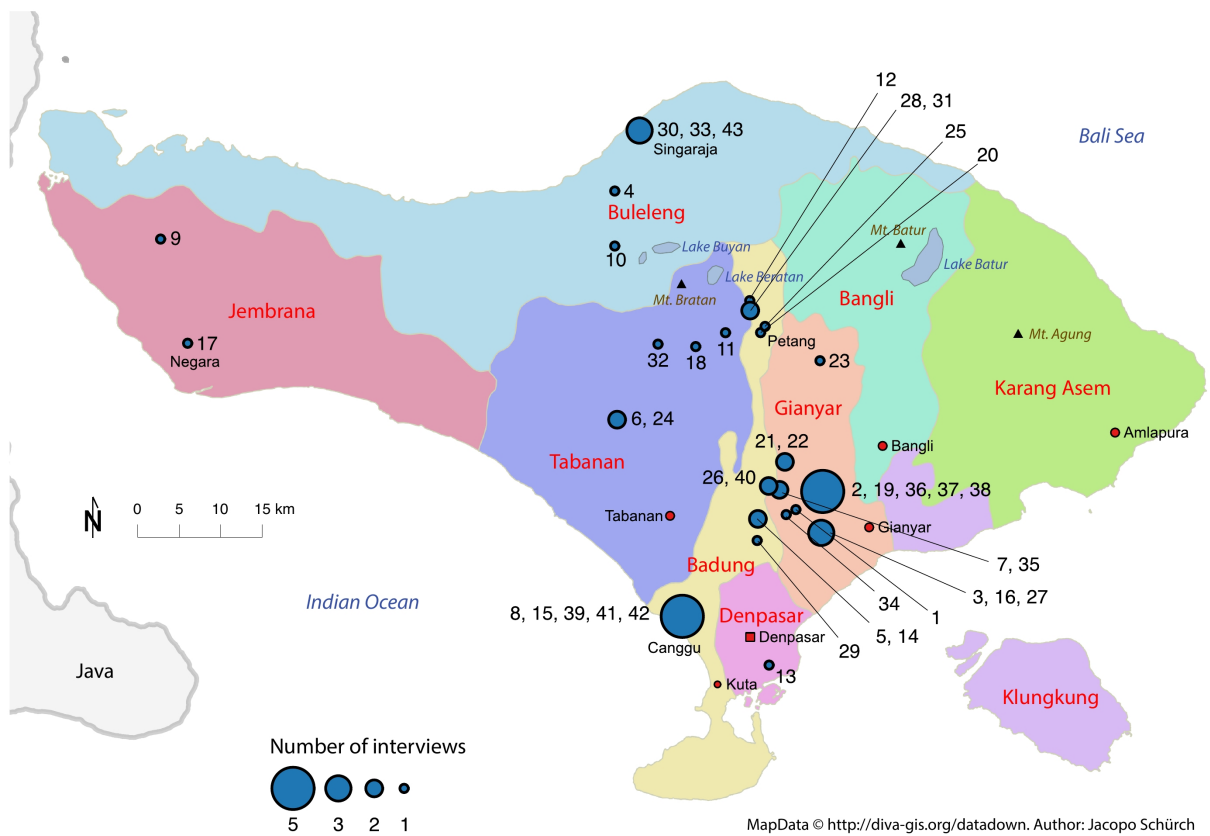 12
28, 31
25
20
Bali Sea
30, 33, 43
Singaraja
4
Buleleng
9
10
Lake Buyan
Lake Beratan
Mt. Bratan
Mt. Batur
Lake Batur
Bangli
Jembrana
17
Negara
32
18
11
Petang
23
Mt. Agung
Karang Asem
Gianyar
6, 24
Tabanan
21, 22
Bangli
Amlapura
26, 40
2, 19, 36, 37, 38
N
0 5 10 15 km
Tabanan
Gianyar
Badung
7, 35
3, 16, 27
34
1
5, 14
29
Indian Ocean
8, 15, 39, 41, 42
Canggu
Denpasar
Denpasar
13
Kuta
Java
Klungkung
Number of interviews
5 3 2 1
MapData © http://diva-gis.org/datadown. Author: Jacopo Schürch